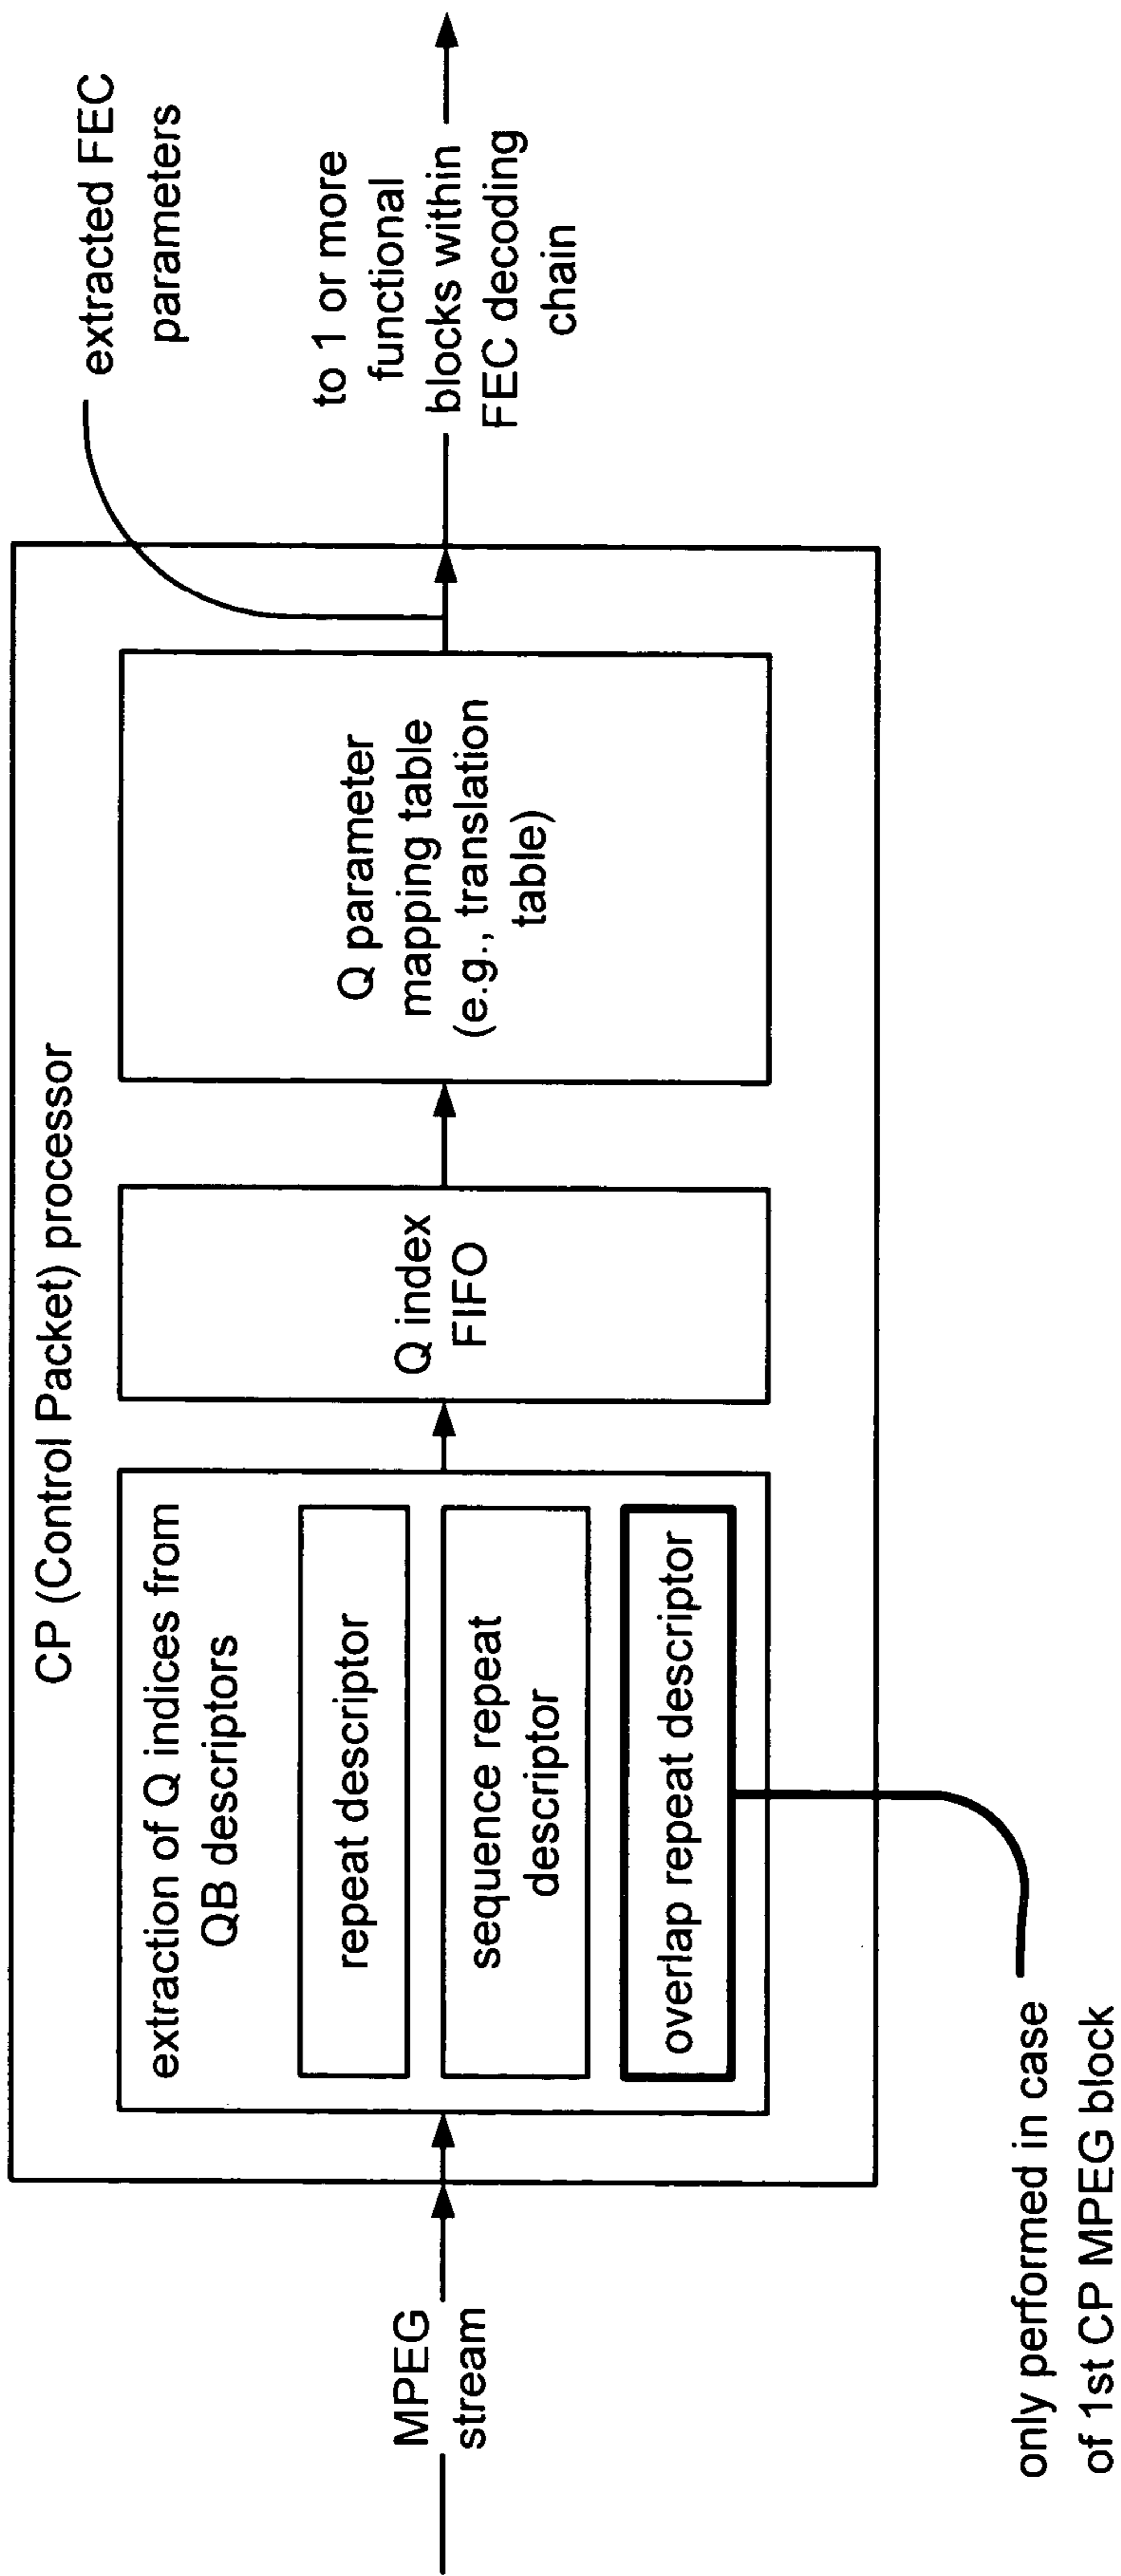 CP (Control Packet) processor
MPEG
stream
extraction of Q indices from
QB descriptors
repeat descriptor
sequence repeat
descriptor
overlap repeat descriptor
only performed in case
of 1st CP MPEG block
Q index
FIFO
Q parameter
mapping table
(e.g., translation
table)
extracted FEC
parameters
to 1 or more
functional
blocks within
FEC decoding
chain